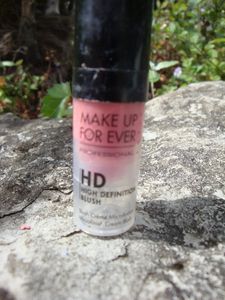 MAKE UP
FOR EVER
PROFESSIONAL
HD
HIGH DEFINITION
BLUSH